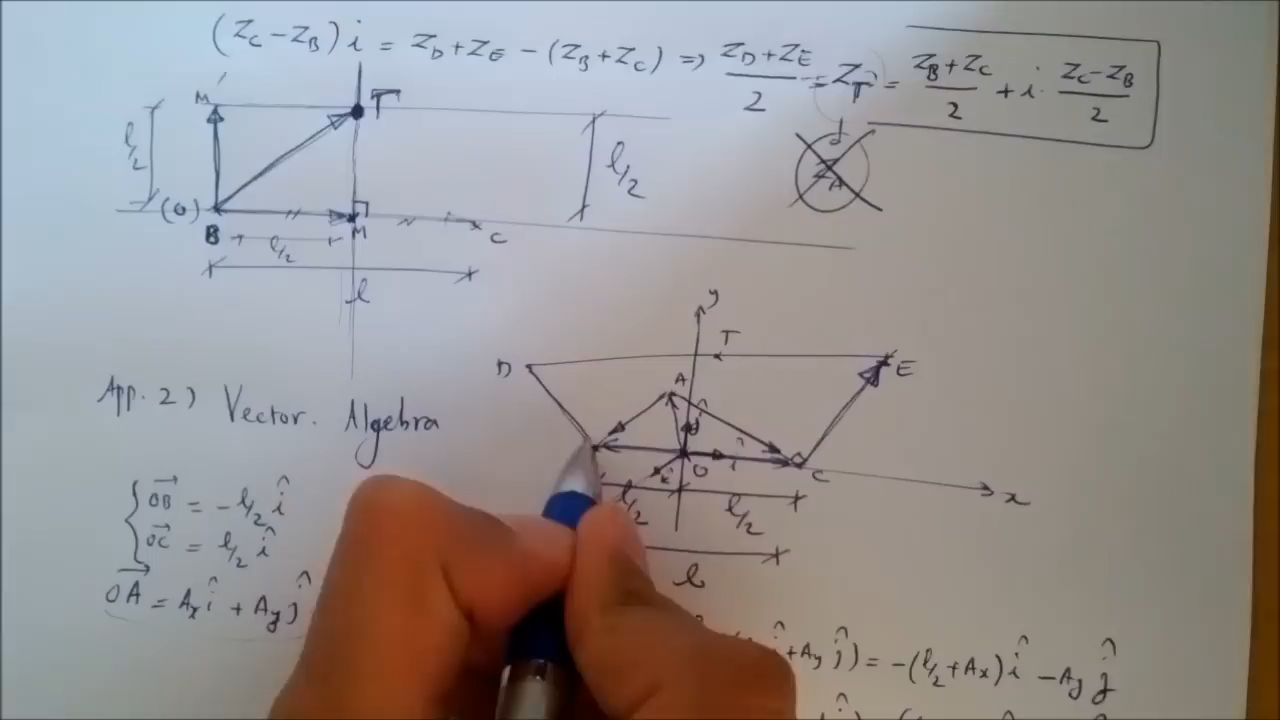 (Z_C − Z_B) i = Z_D + Z_E − (Z_B + Z_C) ⇒ (Z_D + Z_E)/2 = Z_T = (Z_B + Z_C)/2 + i · (Z_C − Z_B)/2
M' T
l/2 l/2
Z_A
(O)
B M C
l/2
l
y
D T E
A
App. 2) Vector. Algebra
ĵ
O î C x
k̂
l/2 l/2
l
OB⃗ = −l/2 î
OC⃗ = l/2 î
OA⃗ = A_x î + A_y ĵ
+ A_y ĵ) = −(l/2 + A_x) î − A_y ĵ